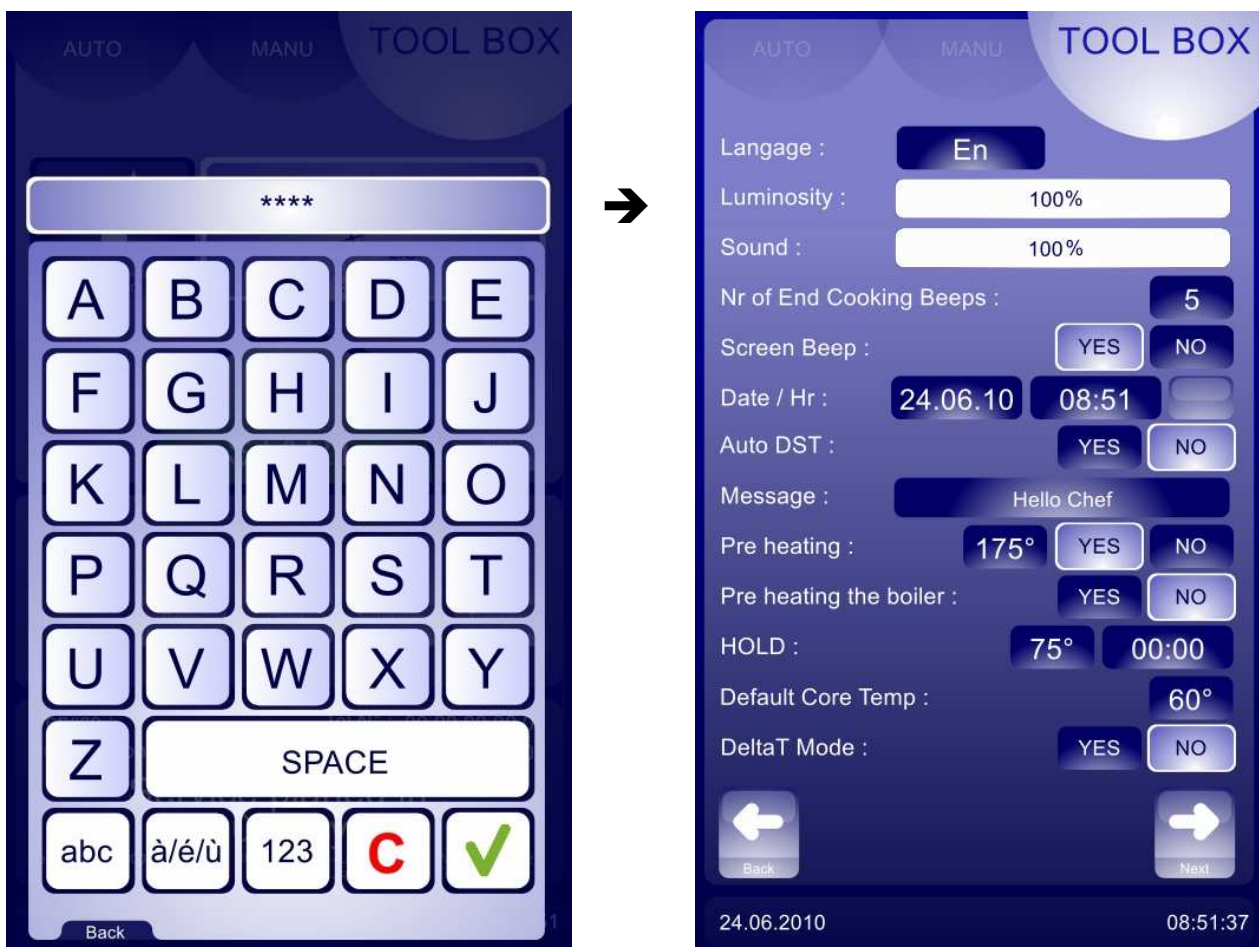 AUTO MANU TOOL BOX
****
A B C D E
F G H I J
K L M N O
P Q R S T
U V W X Y
Z SPACE
abc à/é/ù 123 C
Back
AUTO MANU TOOL BOX
Langage : En
Luminosity : 100%
Sound : 100%
Nr of End Cooking Beeps : 5
Screen Beep : YES NO
Date / Hr : 24.06.10 08:51
Auto DST : YES NO
Message : Hello Chef
Pre heating : 175° YES NO
Pre heating the boiler : YES NO
HOLD : 75° 00:00
Default Core Temp : 60°
DeltaT Mode : YES NO
Back Next
24.06.2010 08:51:37